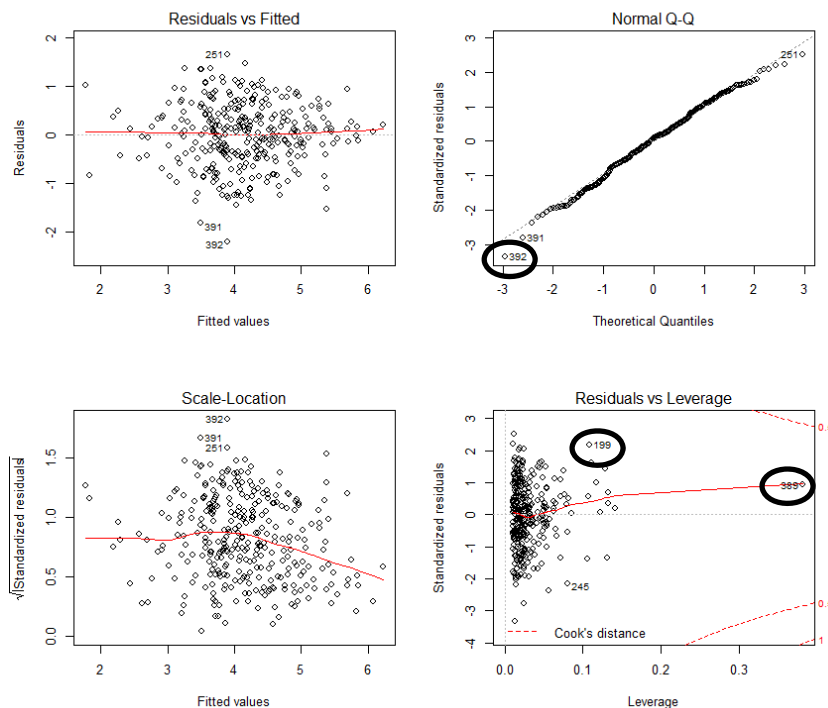 Residuals vs Fitted
Residuals
2
1
0
-1
-2
251
391
392
2 3 4 5 6
Fitted values
Normal Q-Q
Standardized residuals
3
2
1
0
-1
-2
-3
251
391
392
-3 -2 -1 0 1 2 3
Theoretical Quantiles
Scale-Location
√|Standardized residuals|
1.5
1.0
0.5
0.0
392
391
251
2 3 4 5 6
Fitted values
Residuals vs Leverage
Standardized residuals
3
2
1
0
-1
-2
-3
-4
199
389
245
Cook's distance
0.5
1
0.0 0.1 0.2 0.3
Leverage